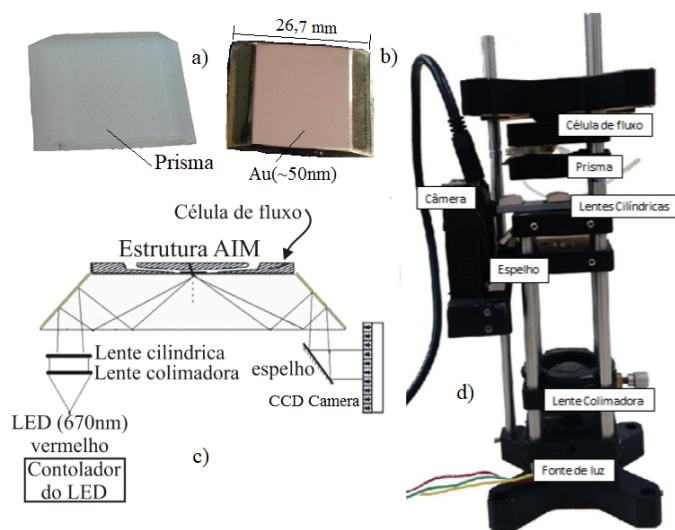 a)
Prisma
26,7 mm
b)
Au(~50nm)
Célula de fluxo
Estrutura AIM
Lente cilindrica
Lente colimadora
LED (670nm)
vermelho
Contolador
do LED
espelho
CCD Camera
c)
Célula de fluxo
Prisma
Câmera
Lentes Cilíndricas
Espelho
d)
Lente Colimadora
Fonte de luz